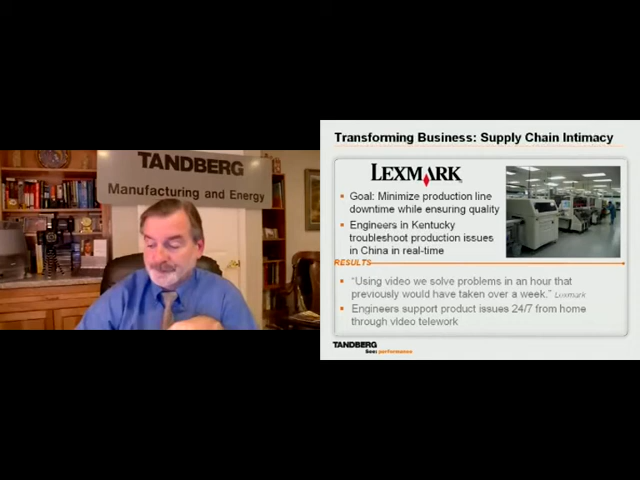 TANDBERG
Manufacturing and Energy
Transforming Business: Supply Chain Intimacy
LEXMARK
Goal: Minimize production line
downtime while ensuring quality
Engineers in Kentucky
troubleshoot production issues
in China in real-time
RESULTS
“Using video we solve problems in an hour that
previously would have taken over a week.” Lexmark
Engineers support product issues 24/7 from home
through video telework
TANDBERG
See: performance